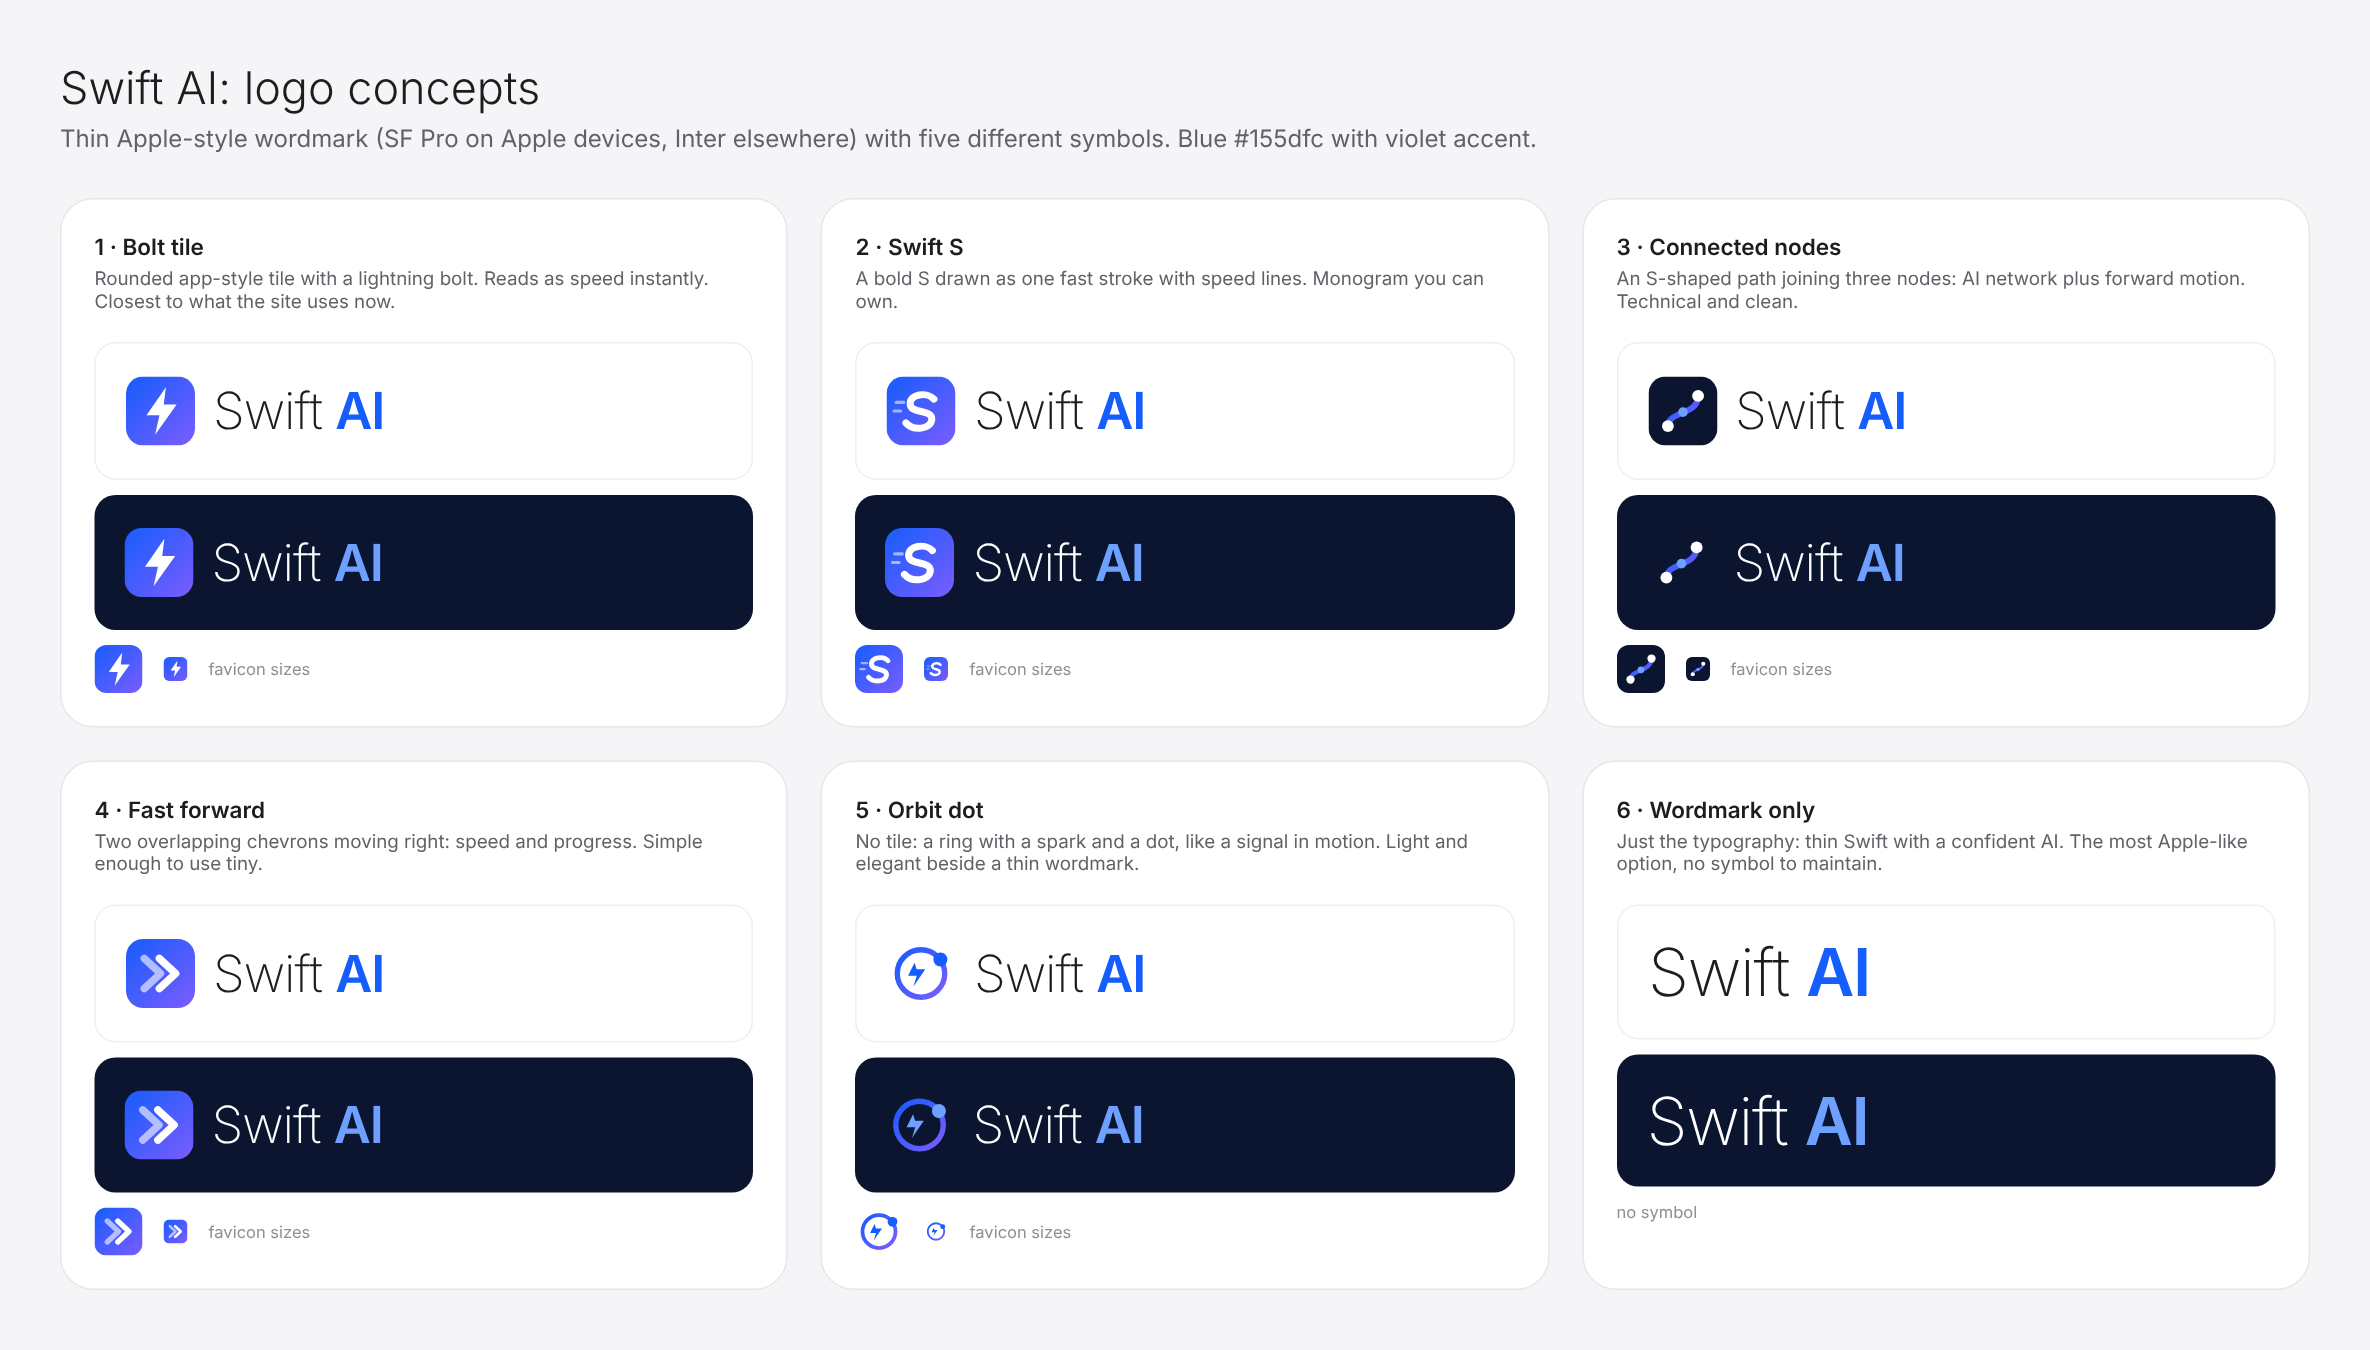 Swift AI: logo concepts
Thin Apple-style wordmark (SF Pro on Apple devices, Inter elsewhere) with five different symbols. Blue #155dfc with violet accent.
1 · Bolt tile
Rounded app-style tile with a lightning bolt. Reads as speed instantly.
Closest to what the site uses now.
Swift AI
Swift AI
favicon sizes
2 · Swift S
A bold S drawn as one fast stroke with speed lines. Monogram you can
own.
S Swift AI
S Swift AI
S S favicon sizes
3 · Connected nodes
An S-shaped path joining three nodes: AI network plus forward motion.
Technical and clean.
Swift AI
Swift AI
favicon sizes
4 · Fast forward
Two overlapping chevrons moving right: speed and progress. Simple
enough to use tiny.
Swift AI
Swift AI
favicon sizes
5 · Orbit dot
No tile: a ring with a spark and a dot, like a signal in motion. Light and
elegant beside a thin wordmark.
Swift AI
Swift AI
favicon sizes
6 · Wordmark only
Just the typography: thin Swift with a confident AI. The most Apple-like
option, no symbol to maintain.
Swift AI
Swift AI
no symbol